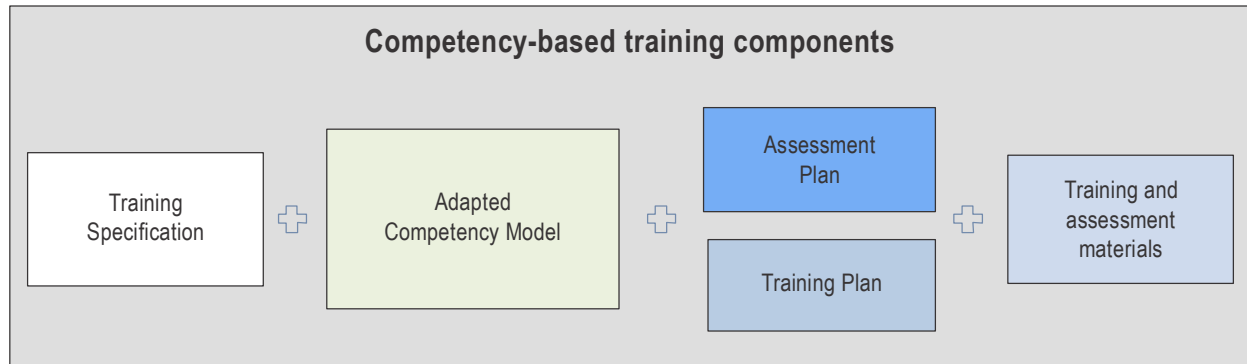 Competency-based training components
Training
Specification
Adapted
Competency Model
Assessment
Plan
Training Plan
Training and
assessment
materials